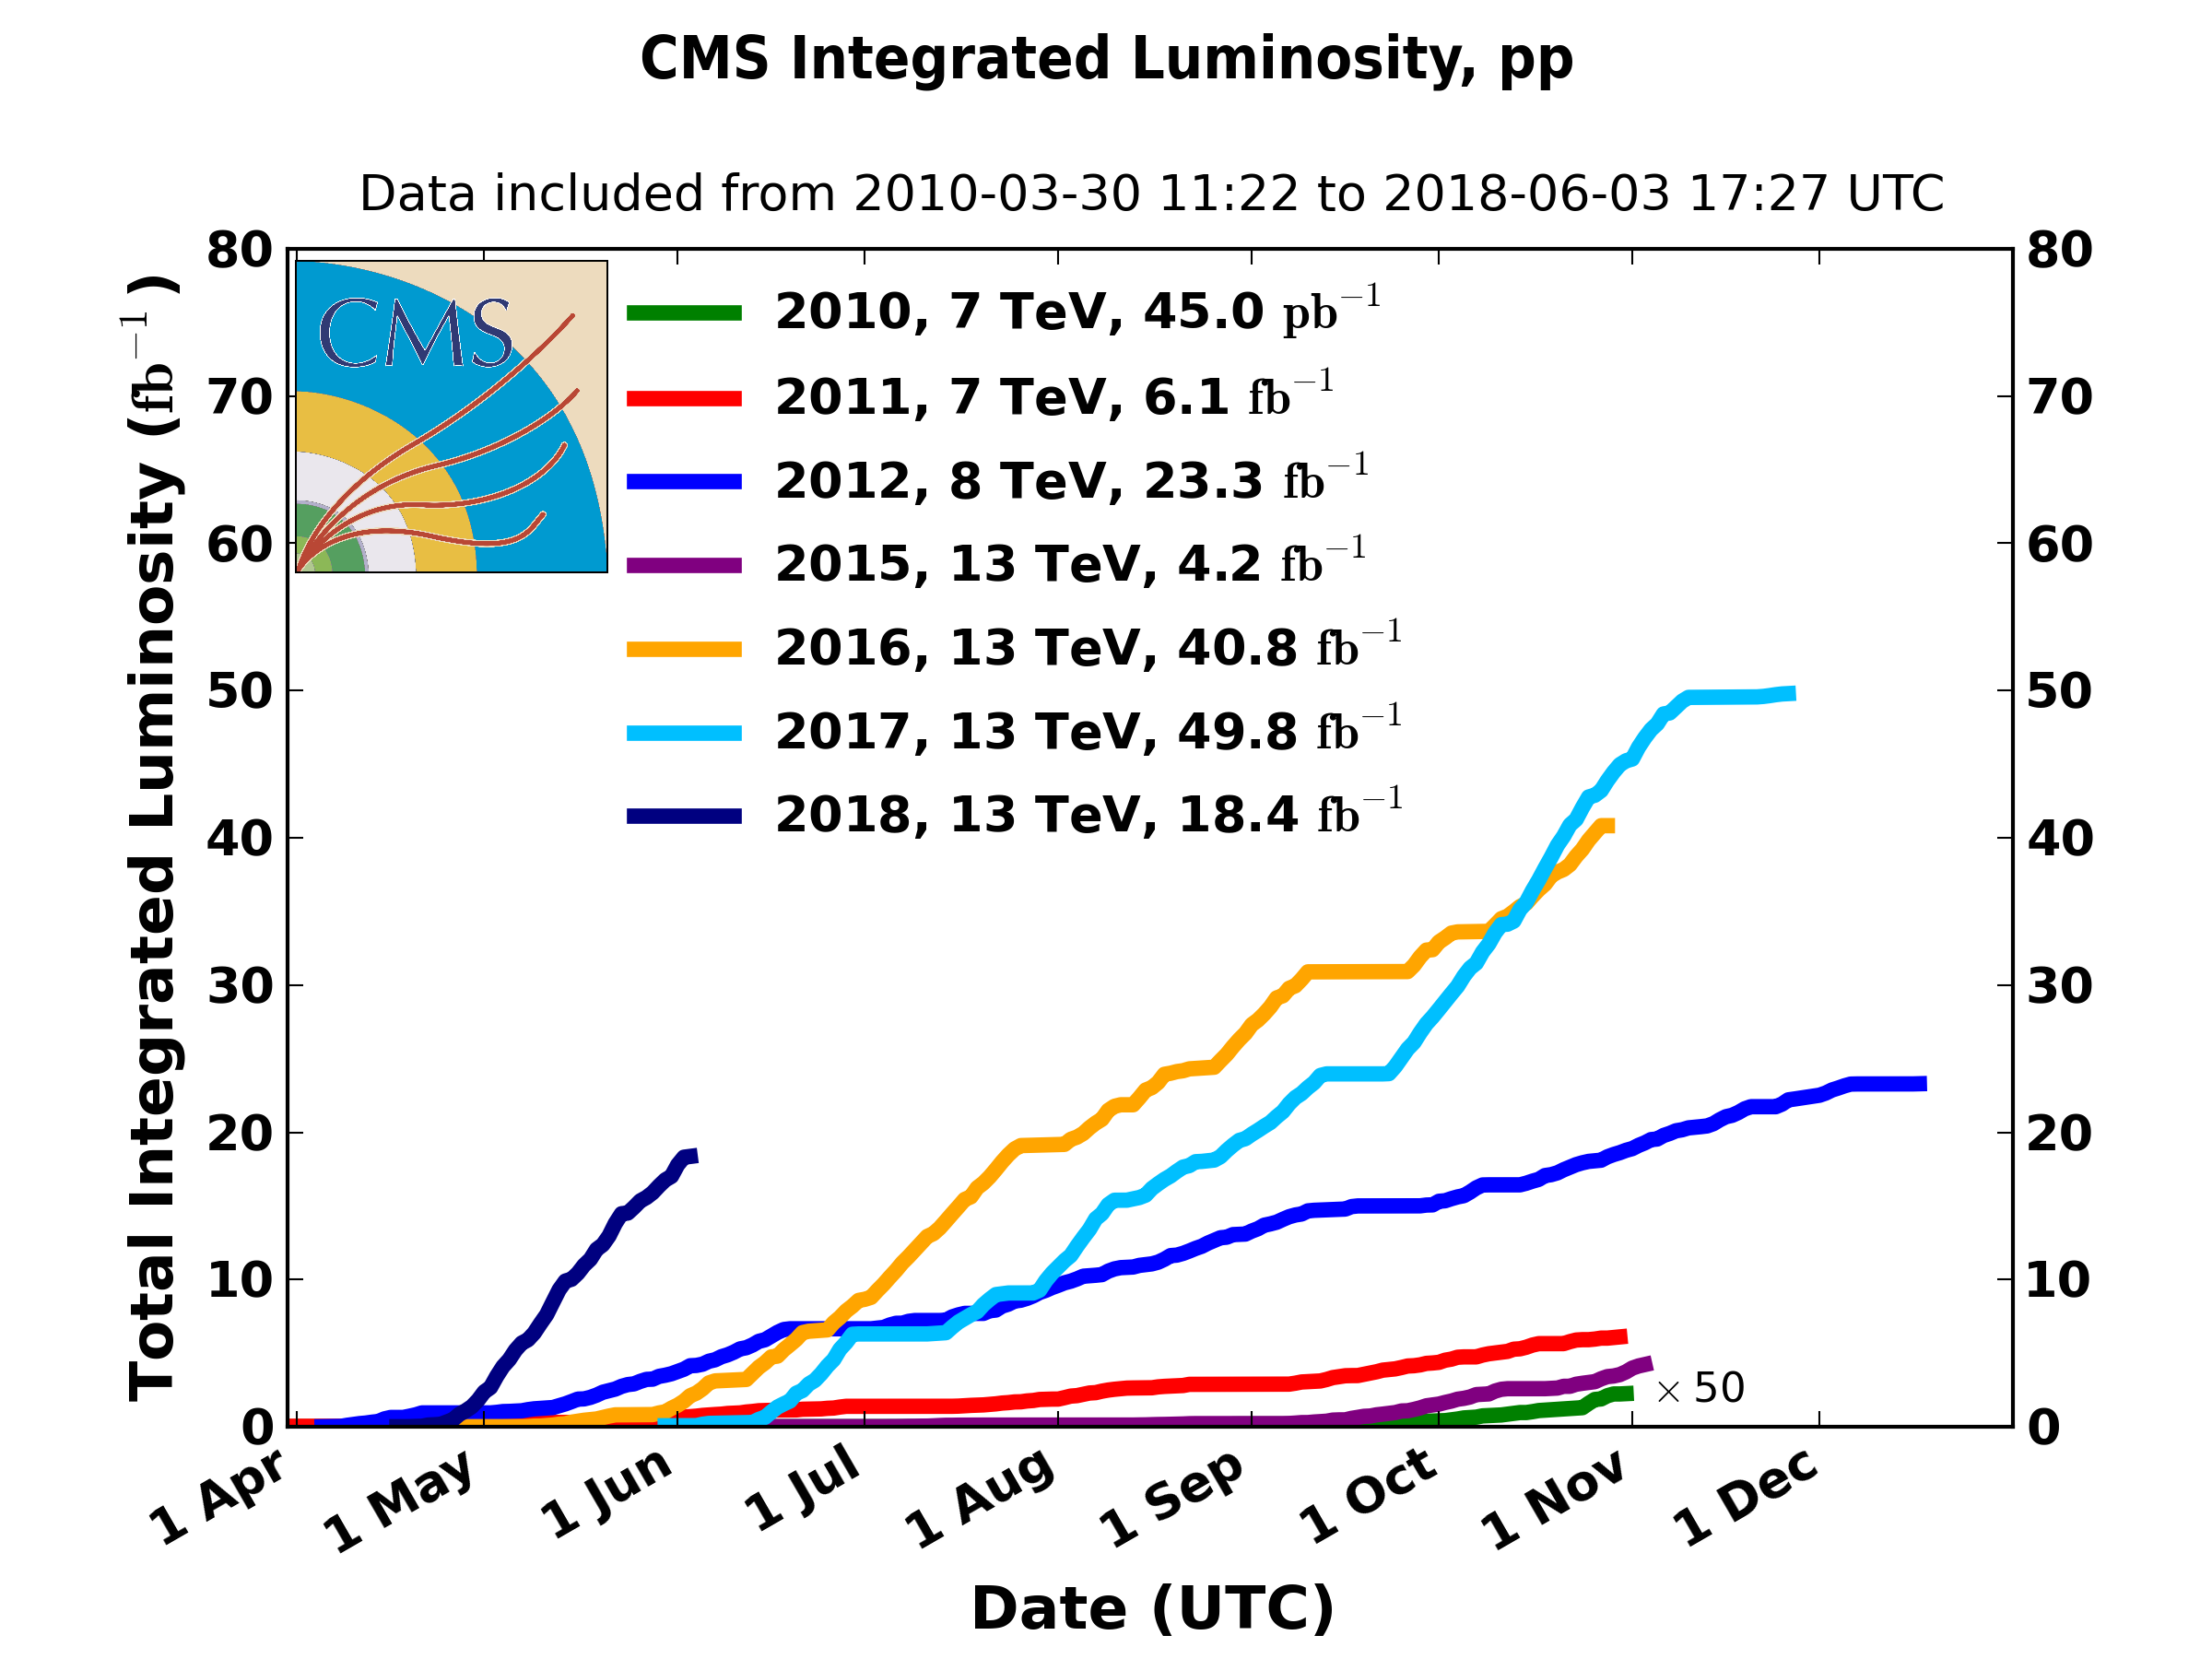 CMS Integrated Luminosity, pp
Data included from 2010-03-30 11:22 to 2018-06-03 17:27 UTC
CMS
2010, 7 TeV, 45.0 pb⁻¹
2011, 7 TeV, 6.1 fb⁻¹
2012, 8 TeV, 23.3 fb⁻¹
2015, 13 TeV, 4.2 fb⁻¹
2016, 13 TeV, 40.8 fb⁻¹
2017, 13 TeV, 49.8 fb⁻¹
2018, 13 TeV, 18.4 fb⁻¹
Total Integrated Luminosity (fb⁻¹)
80 80
70 70
60 60
50 50
40 40
30 30
20 20
10 10
× 50
0 0
1 Apr 1 May 1 Jun 1 Jul 1 Aug 1 Sep 1 Oct 1 Nov 1 Dec
Date (UTC)